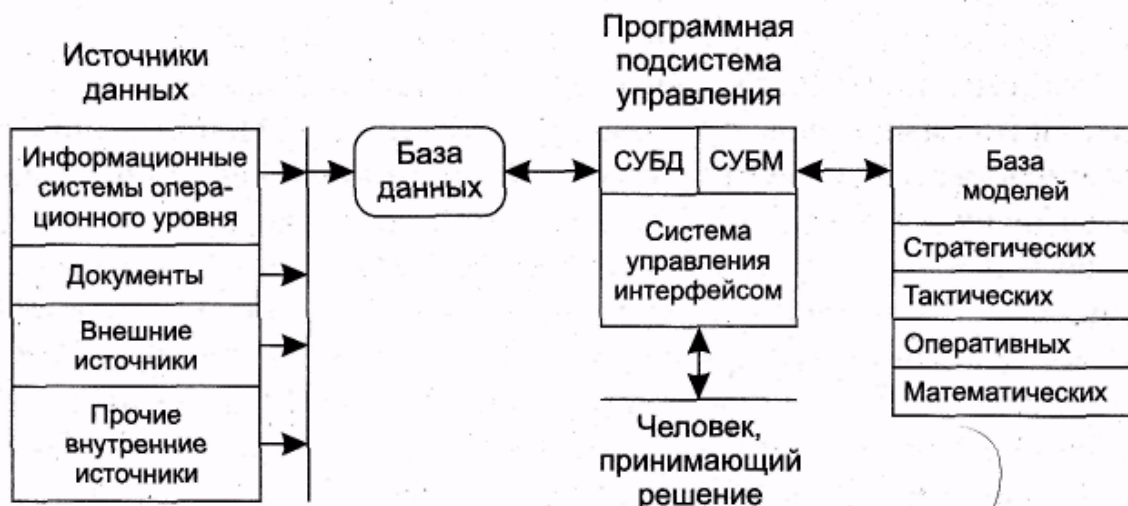 Источники
данных
Информационные
системы опера-
ционного уровня
Документы
Внешние
источники
Прочие
внутренние
источники
База
данных
Программная
подсистема
управления
СУБД
СУБМ
Система
управления
интерфейсом
Человек,
принимающий
решение
База
моделей
Стратегических
Тактических
Оперативных
Математических